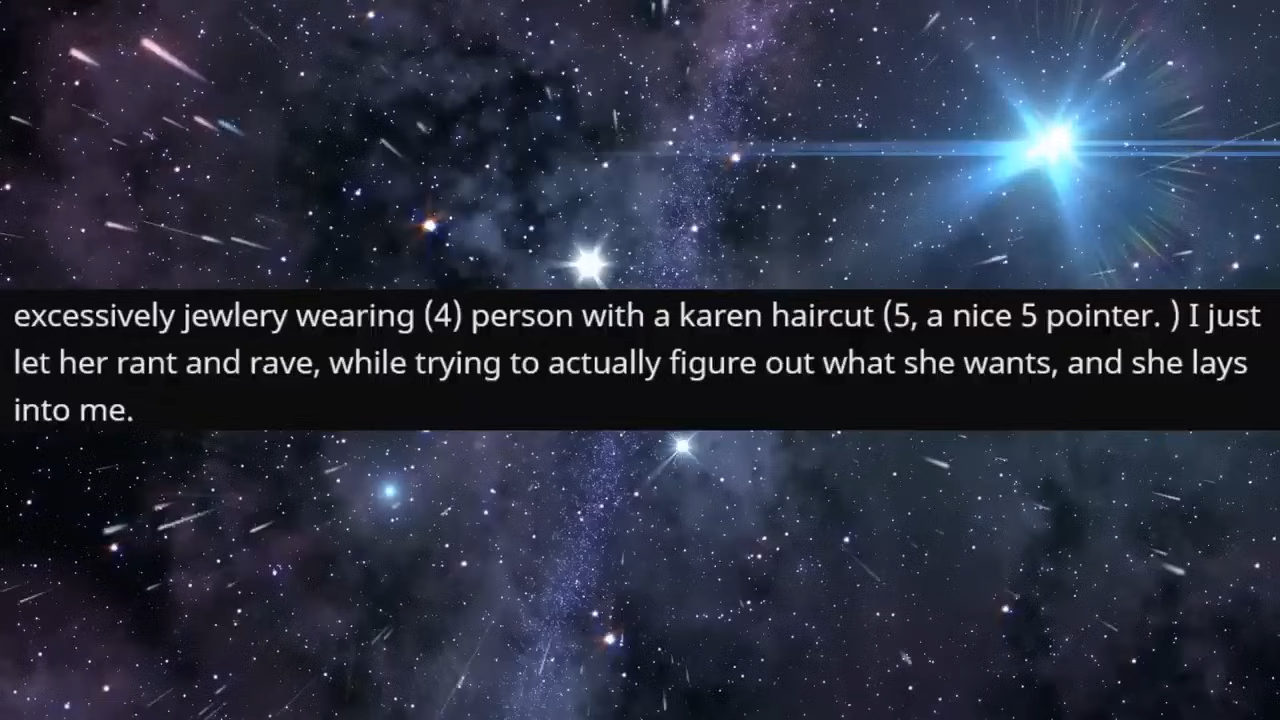 excessively jewlery wearing (4) person with a karen haircut (5, a nice 5 pointer. ) I just
let her rant and rave, while trying to actually figure out what she wants, and she lays
into me.